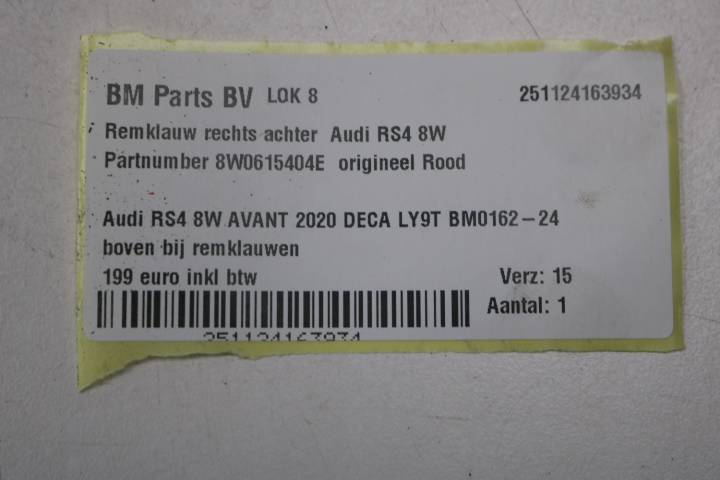 BM Parts BV LOK 8 251124163934
Remklauw rechts achter Audi RS4 8W
Partnumber 8W0615404E origineel Rood
Audi RS4 8W AVANT 2020 DECA LY9T BM0162-24
boven bij remklauwen
199 euro inkl btw Verz: 15
Aantal: 1
251124163934